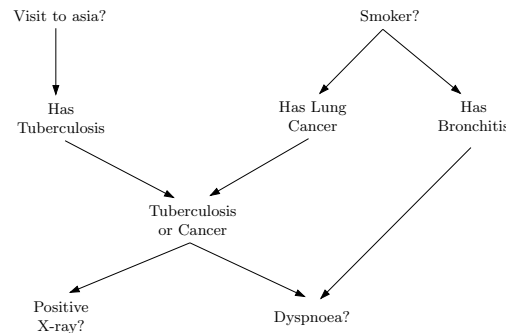 Visit to asia?
Smoker?
Has
Tuberculosis
Has Lung
Cancer
Has
Bronchitis
Tuberculosis
or Cancer
Positive
X-ray?
Dyspnoea?